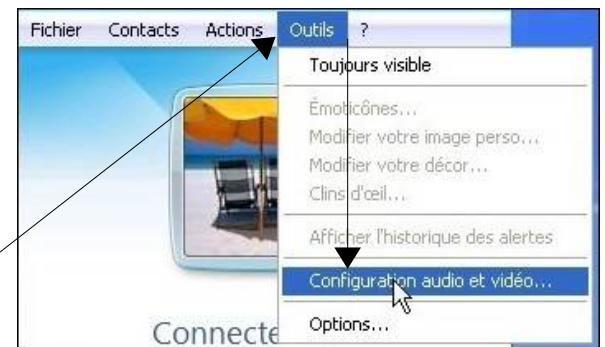 Fichier Contacts Actions Outils ?
Toujours visible
Émoticônes...
Modifier votre image perso...
Modifier votre décor...
Clins d'œil...
Afficher l'historique des alertes
Configuration audio et vidéo...
Options...
Connecte